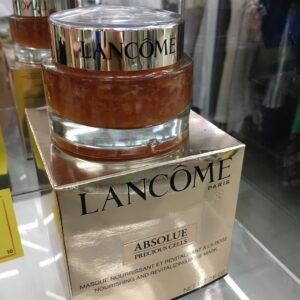 LANCÔME
LANCÔME
PARIS
ABSOLUE
PRECIOUS CELLS
MASQUE NOURRISSANT ET REVITALISANT À LA ROSE
NOURISHING AND REVITALIZING ROSE MASK